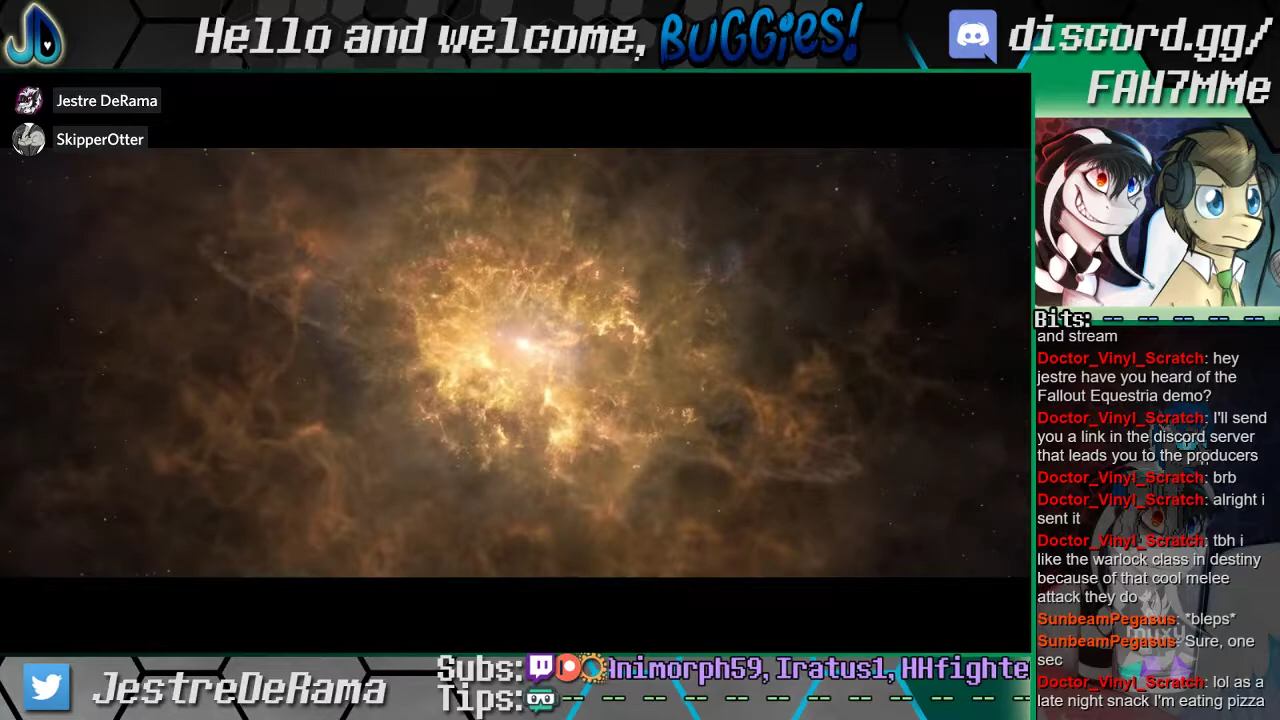 JD
Hello and welcome, BUGGiES!
discord.gg/
FAH7MMe
Jestre DeRama
SkipperOtter
Bits: -- -- -- -- --
and stream
Doctor_Vinyl_Scratch: hey
jestre have you heard of the
Fallout Equestria demo?
Doctor_Vinyl_Scratch: I'll send
you a link in the discord server
that leads you to the producers
Doctor_Vinyl_Scratch: brb
Doctor_Vinyl_Scratch: alright i
sent it
Doctor_Vinyl_Scratch: tbh i
like the warlock class in destiny
because of that cool melee
attack they do
SunbeamPegasus: *bleps*
muxy
SunbeamPegasus: Sure, one
sec
Doctor_Vinyl_Scratch: lol as a
late night snack I'm eating pizza
JestreDeRama
Subs: Animorph59, Iratus1, HHfighte
Tips: -- -- -- -- -- -- -- -- -- -- -- -- --